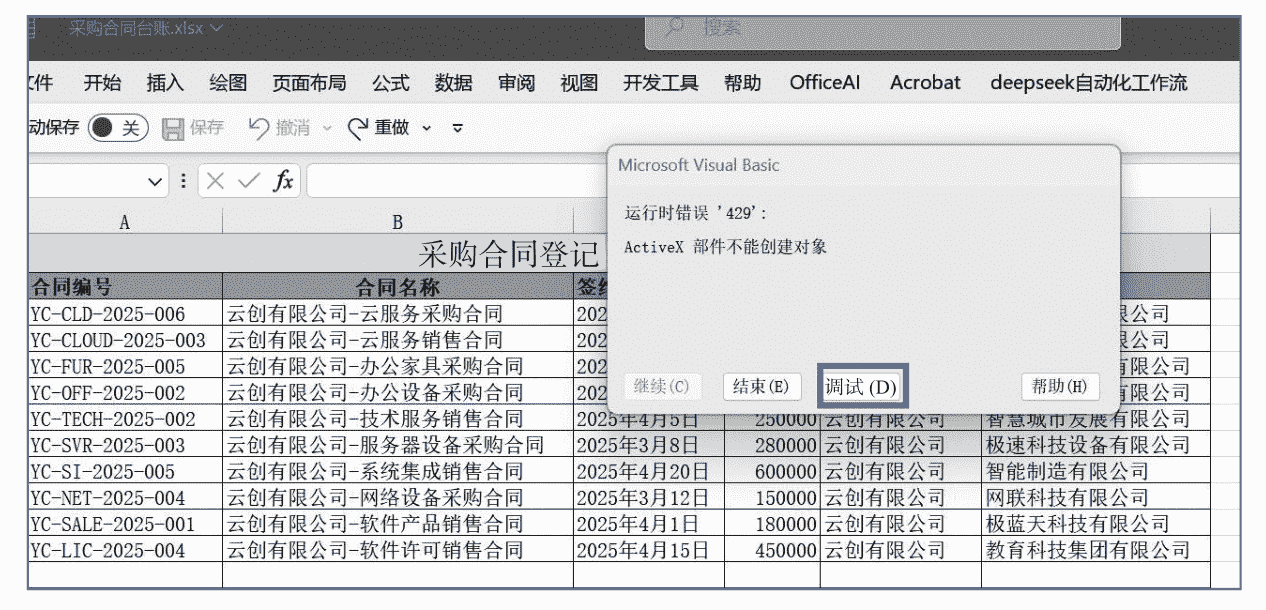 采购合同台账.xlsx
搜索
文件 开始 插入 绘图 页面布局 公式 数据 审阅 视图 开发工具 帮助 OfficeAI Acrobat deepseek自动化工作流
动保存 关 保存 撤消 重做
fx
Microsoft Visual Basic
运行时错误 '429':
ActiveX 部件不能创建对象
继续(C) 结束(E) 调试(D) 帮助(H)
A B
采购合同登记
合同编号 合同名称 签约
YC-CLD-2025-006 云创有限公司-云服务采购合同 202 限公司
YC-CLOUD-2025-003 云创有限公司-云服务销售合同 202 限公司
YC-FUR-2025-005 云创有限公司-办公家具采购合同 202 有限公司
YC-OFF-2025-002 云创有限公司-办公设备采购合同 202 有限公司
YC-TECH-2025-002 云创有限公司-技术服务销售合同 2025年4月5日 250000 云创有限公司 智慧城市发展有限公司
YC-SVR-2025-003 云创有限公司-服务器设备采购合同 2025年3月8日 280000 云创有限公司 极速科技设备有限公司
YC-SI-2025-005 云创有限公司-系统集成销售合同 2025年4月20日 600000 云创有限公司 智能制造有限公司
YC-NET-2025-004 云创有限公司-网络设备采购合同 2025年3月12日 150000 云创有限公司 网联科技有限公司
YC-SALE-2025-001 云创有限公司-软件产品销售合同 2025年4月1日 180000 云创有限公司 极蓝天科技有限公司
YC-LIC-2025-004 云创有限公司-软件许可销售合同 2025年4月15日 450000 云创有限公司 教育科技集团有限公司